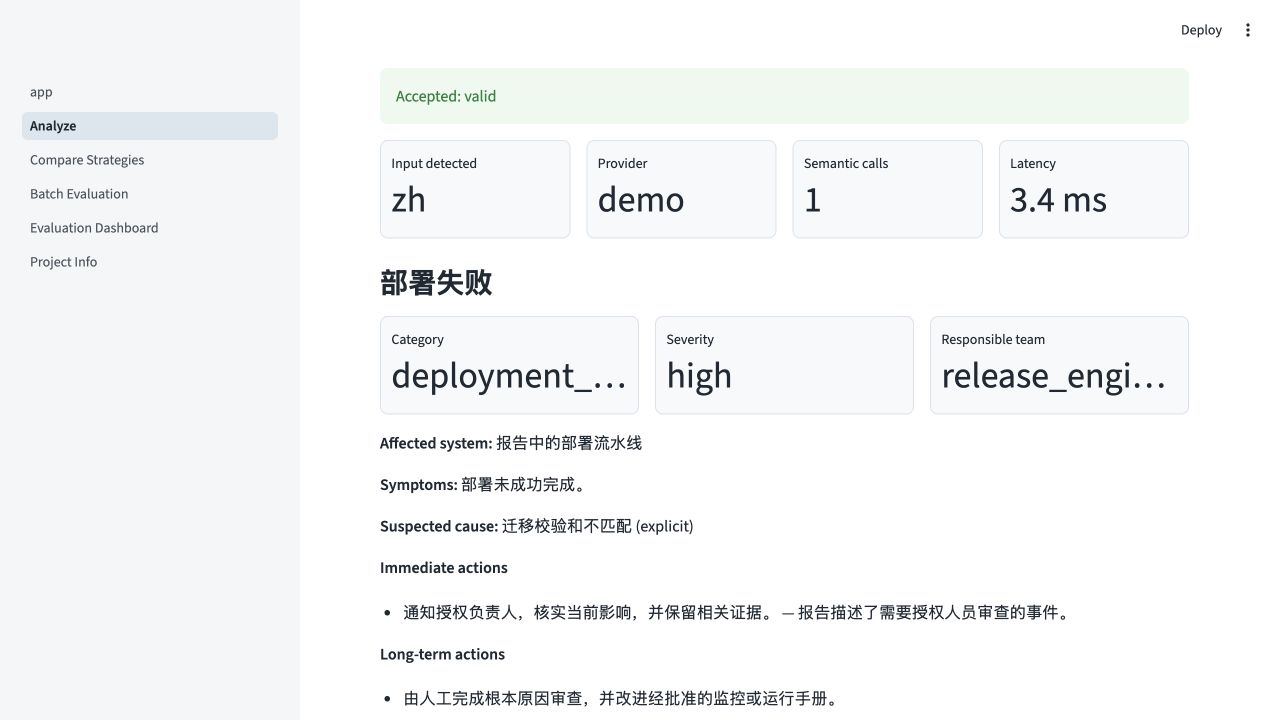 Deploy
app
Analyze
Compare Strategies
Batch Evaluation
Evaluation Dashboard
Project Info
Accepted: valid
Input detected
zh
Provider
demo
Semantic calls
1
Latency
3.4 ms
部署失败
Category
deployment_…
Severity
high
Responsible team
release_engi…
Affected system: 报告中的部署流水线
Symptoms: 部署未成功完成。
Suspected cause: 迁移校验和不匹配 (explicit)
Immediate actions
• 通知授权负责人，核实当前影响，并保留相关证据。 — 报告描述了需要授权人员审查的事件。
Long-term actions
• 由人工完成根本原因审查，并改进经批准的监控或运行手册。